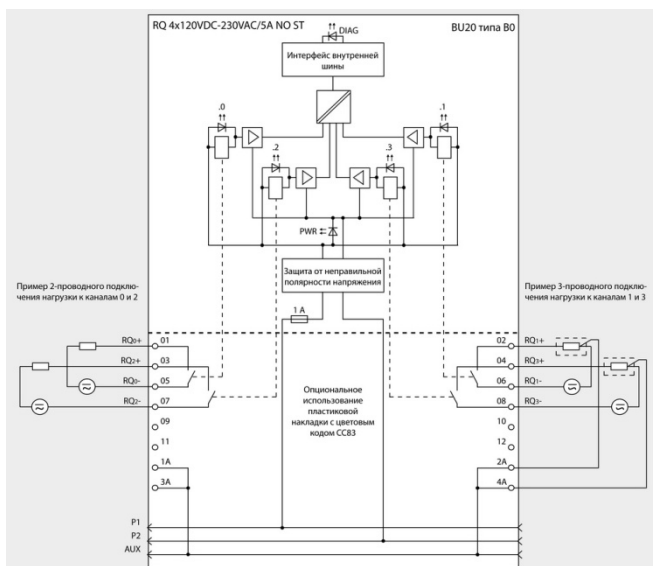 RQ 4x120VDC-230VAC/5A NO ST
BU20 типа B0
DIAG
Интерфейс внутренней
шины
.0
.1
.2
.3
PWR
Защита от неправильной
полярности напряжения
1 A
Пример 2-проводного подклю-
чения нагрузки к каналам 0 и 2
Пример 3-проводного подклю-
чения нагрузки к каналам 1 и 3
RQ0+ 01
RQ2+ 03
RQ0- 05
RQ2- 07
09
11
1A
3A
02 RQ1+
04 RQ3+
06 RQ1-
08 RQ3-
10
12
2A
4A
Опциональное
использование
пластиковой
накладки с цветовым
кодом CC83
P1
P2
AUX